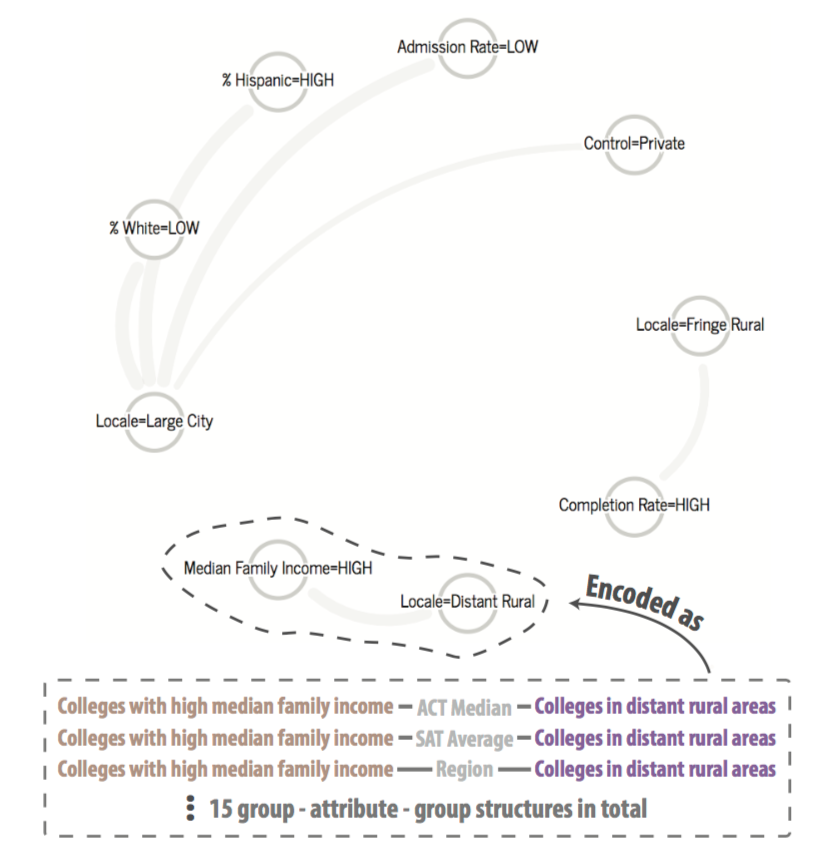 Admission Rate=LOW
% Hispanic=HIGH
Control=Private
% White=LOW
Locale=Fringe Rural
Locale=Large City
Completion Rate=HIGH
Median Family Income=HIGH
Locale=Distant Rural
Encoded as
Colleges with high median family income — ACT Median — Colleges in distant rural areas
Colleges with high median family income — SAT Average — Colleges in distant rural areas
Colleges with high median family income — Region — Colleges in distant rural areas
15 group - attribute - group structures in total